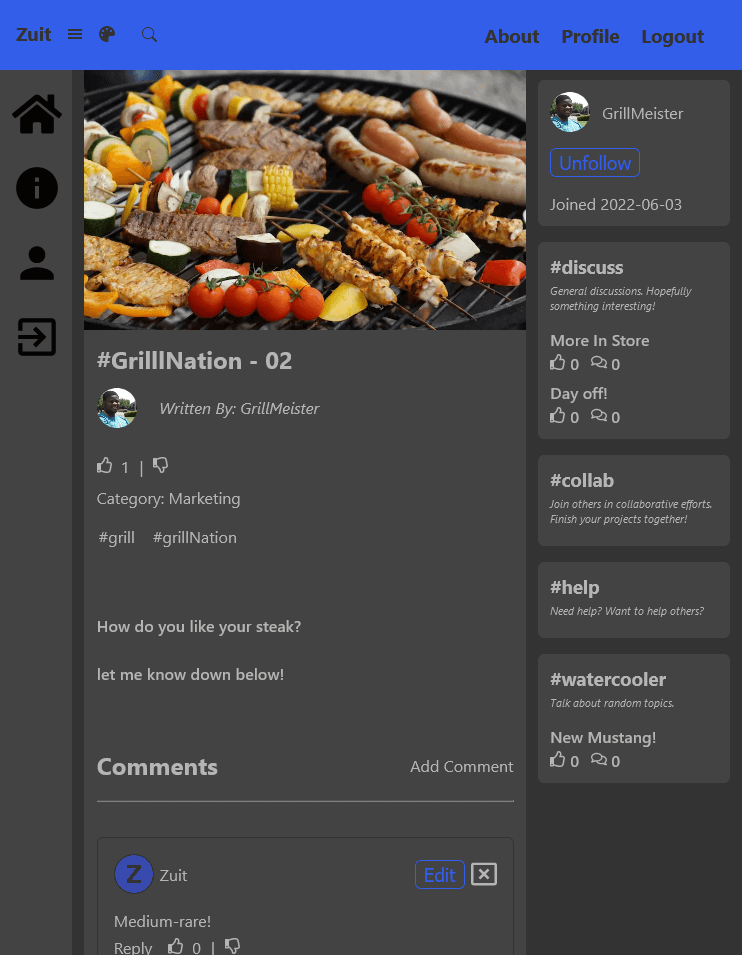 Zuit
About Profile Logout
#GrilllNation - 02
Written By: GrillMeister
1 |
Category: Marketing
#grill #grillNation
How do you like your steak?
let me know down below!
Comments
Add Comment
Z Zuit
Edit
Medium-rare!
Reply 0 |
GrillMeister
Unfollow
Joined 2022-06-03
#discuss
General discussions. Hopefully
something interesting!
More In Store
0 0
Day off!
0 0
#collab
Join others in collaborative efforts.
Finish your projects together!
#help
Need help? Want to help others?
#watercooler
Talk about random topics.
New Mustang!
0 0